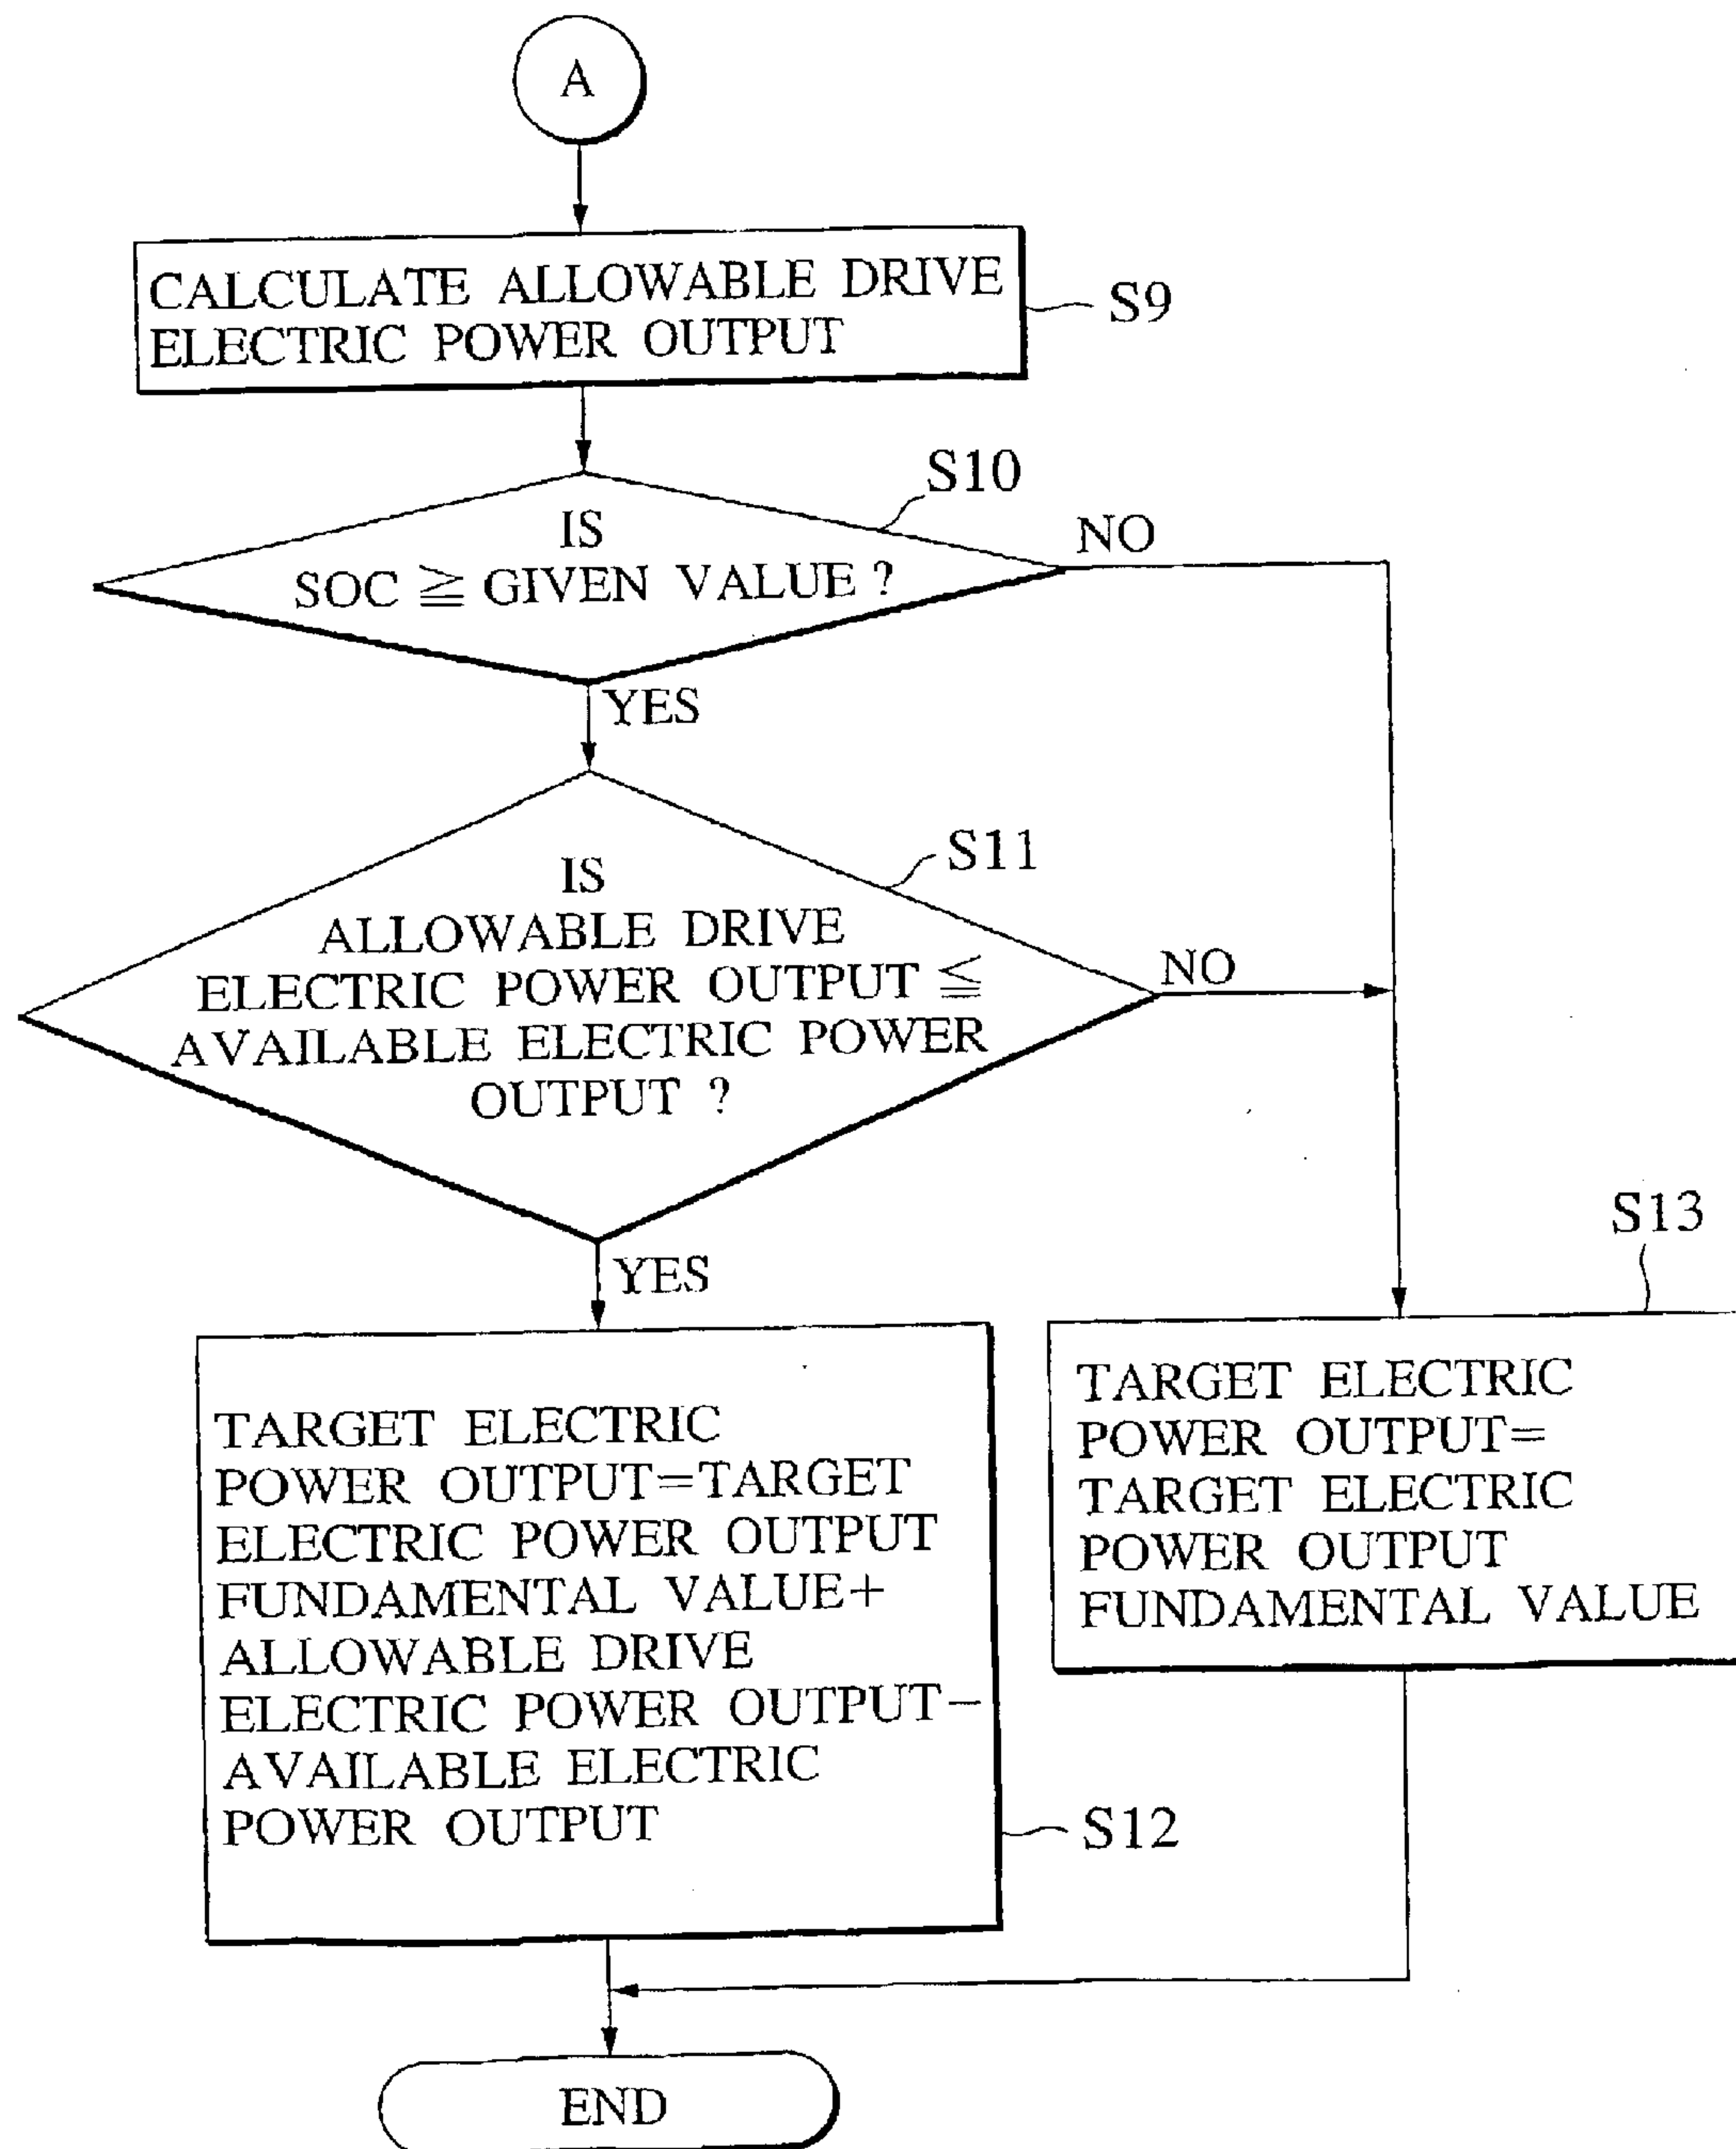 A
CALCULATE ALLOWABLE DRIVE
ELECTRIC POWER OUTPUT
S9
S10
IS
SOC ≧ GIVEN VALUE ?
NO
YES
S11
IS
ALLOWABLE DRIVE
ELECTRIC POWER OUTPUT ≦
AVAILABLE ELECTRIC POWER
OUTPUT ?
NO
YES
S12
TARGET ELECTRIC
POWER OUTPUT=TARGET
ELECTRIC POWER OUTPUT
FUNDAMENTAL VALUE+
ALLOWABLE DRIVE
ELECTRIC POWER OUTPUT−
AVAILABLE ELECTRIC
POWER OUTPUT
S13
TARGET ELECTRIC
POWER OUTPUT=
TARGET ELECTRIC
POWER OUTPUT
FUNDAMENTAL VALUE
END